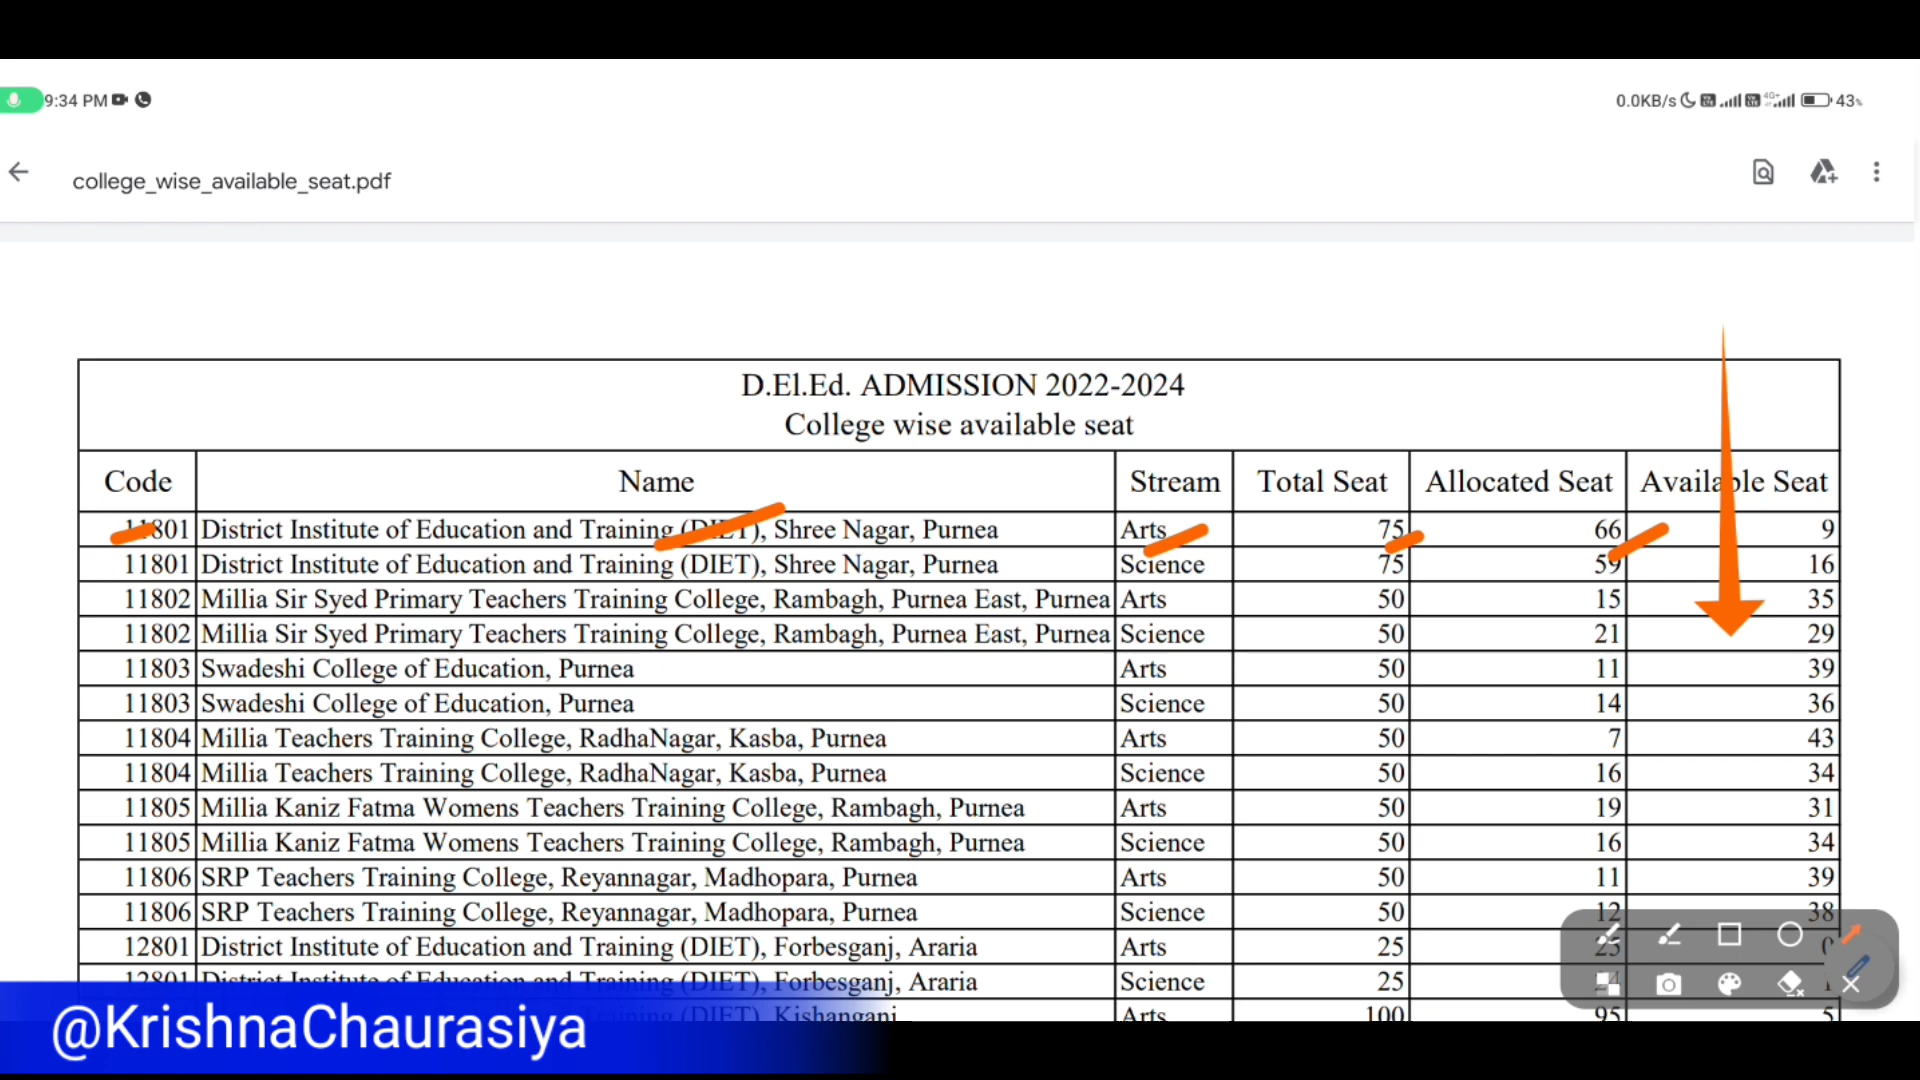 9:34 PM
0.0KB/s 4G+ 43%
college_wise_available_seat.pdf
D.El.Ed. ADMISSION 2022-2024
College wise available seat
Code Name Stream Total Seat Allocated Seat Available Seat
11801 District Institute of Education and Training (DIET), Shree Nagar, Purnea Arts 75 66 9
11801 District Institute of Education and Training (DIET), Shree Nagar, Purnea Science 75 59 16
11802 Millia Sir Syed Primary Teachers Training College, Rambagh, Purnea East, Purnea Arts 50 15 35
11802 Millia Sir Syed Primary Teachers Training College, Rambagh, Purnea East, Purnea Science 50 21 29
11803 Swadeshi College of Education, Purnea Arts 50 11 39
11803 Swadeshi College of Education, Purnea Science 50 14 36
11804 Millia Teachers Training College, RadhaNagar, Kasba, Purnea Arts 50 7 43
11804 Millia Teachers Training College, RadhaNagar, Kasba, Purnea Science 50 16 34
11805 Millia Kaniz Fatma Womens Teachers Training College, Rambagh, Purnea Arts 50 19 31
11805 Millia Kaniz Fatma Womens Teachers Training College, Rambagh, Purnea Science 50 16 34
11806 SRP Teachers Training College, Reyannagar, Madhopara, Purnea Arts 50 11 39
11806 SRP Teachers Training College, Reyannagar, Madhopara, Purnea Science 50 12 38
12801 District Institute of Education and Training (DIET), Forbesganj, Araria Arts 25 25 0
12801 District Institute of Education and Training (DIET), Forbesganj, Araria Science 25 24 1
Training (DIET), Kishanganj Arts 100 95 5
@KrishnaChaurasiya